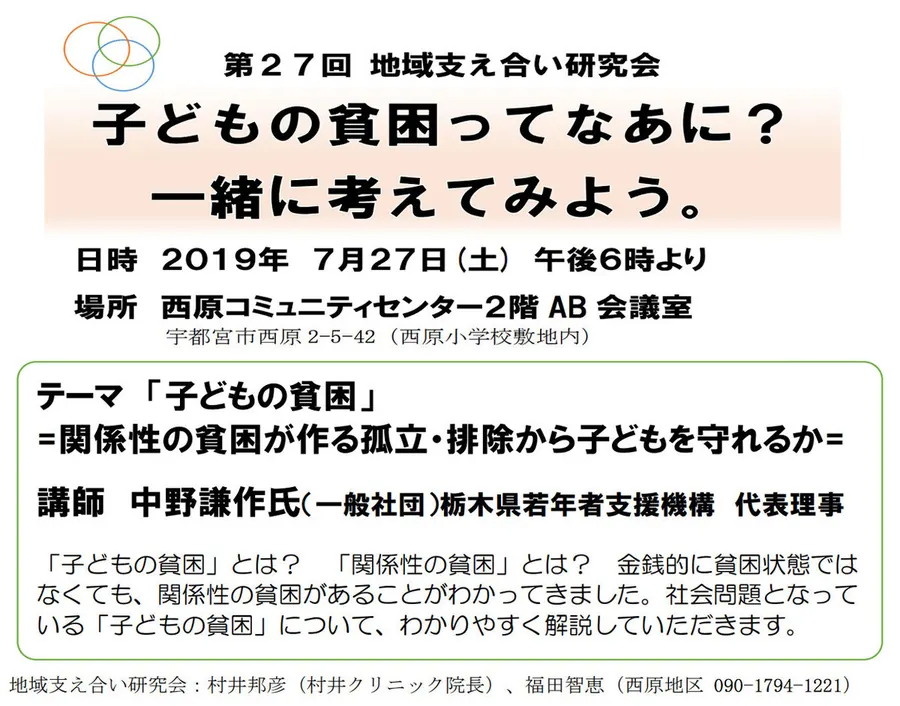 第２７回 地域支え合い研究会
子どもの貧困ってなあに？
一緒に考えてみよう。
日時　２０１９年　７月２７日（土）　午後６時より
場所　西原コミュニティセンター２階 AB 会議室
宇都宮市西原 2-5-42（西原小学校敷地内）
テーマ 「子どもの貧困」
=関係性の貧困が作る孤立・排除から子どもを守れるか=
講師　中野謙作氏（一般社団）栃木県若年者支援機構　代表理事
「子どもの貧困」とは？　「関係性の貧困」とは？　金銭的に貧困状態では
なくても、関係性の貧困があることがわかってきました。社会問題となって
いる「子どもの貧困」について、わかりやすく解説していただきます。
地域支え合い研究会：村井邦彦（村井クリニック院長）、福田智恵（西原地区 090-1794-1221）